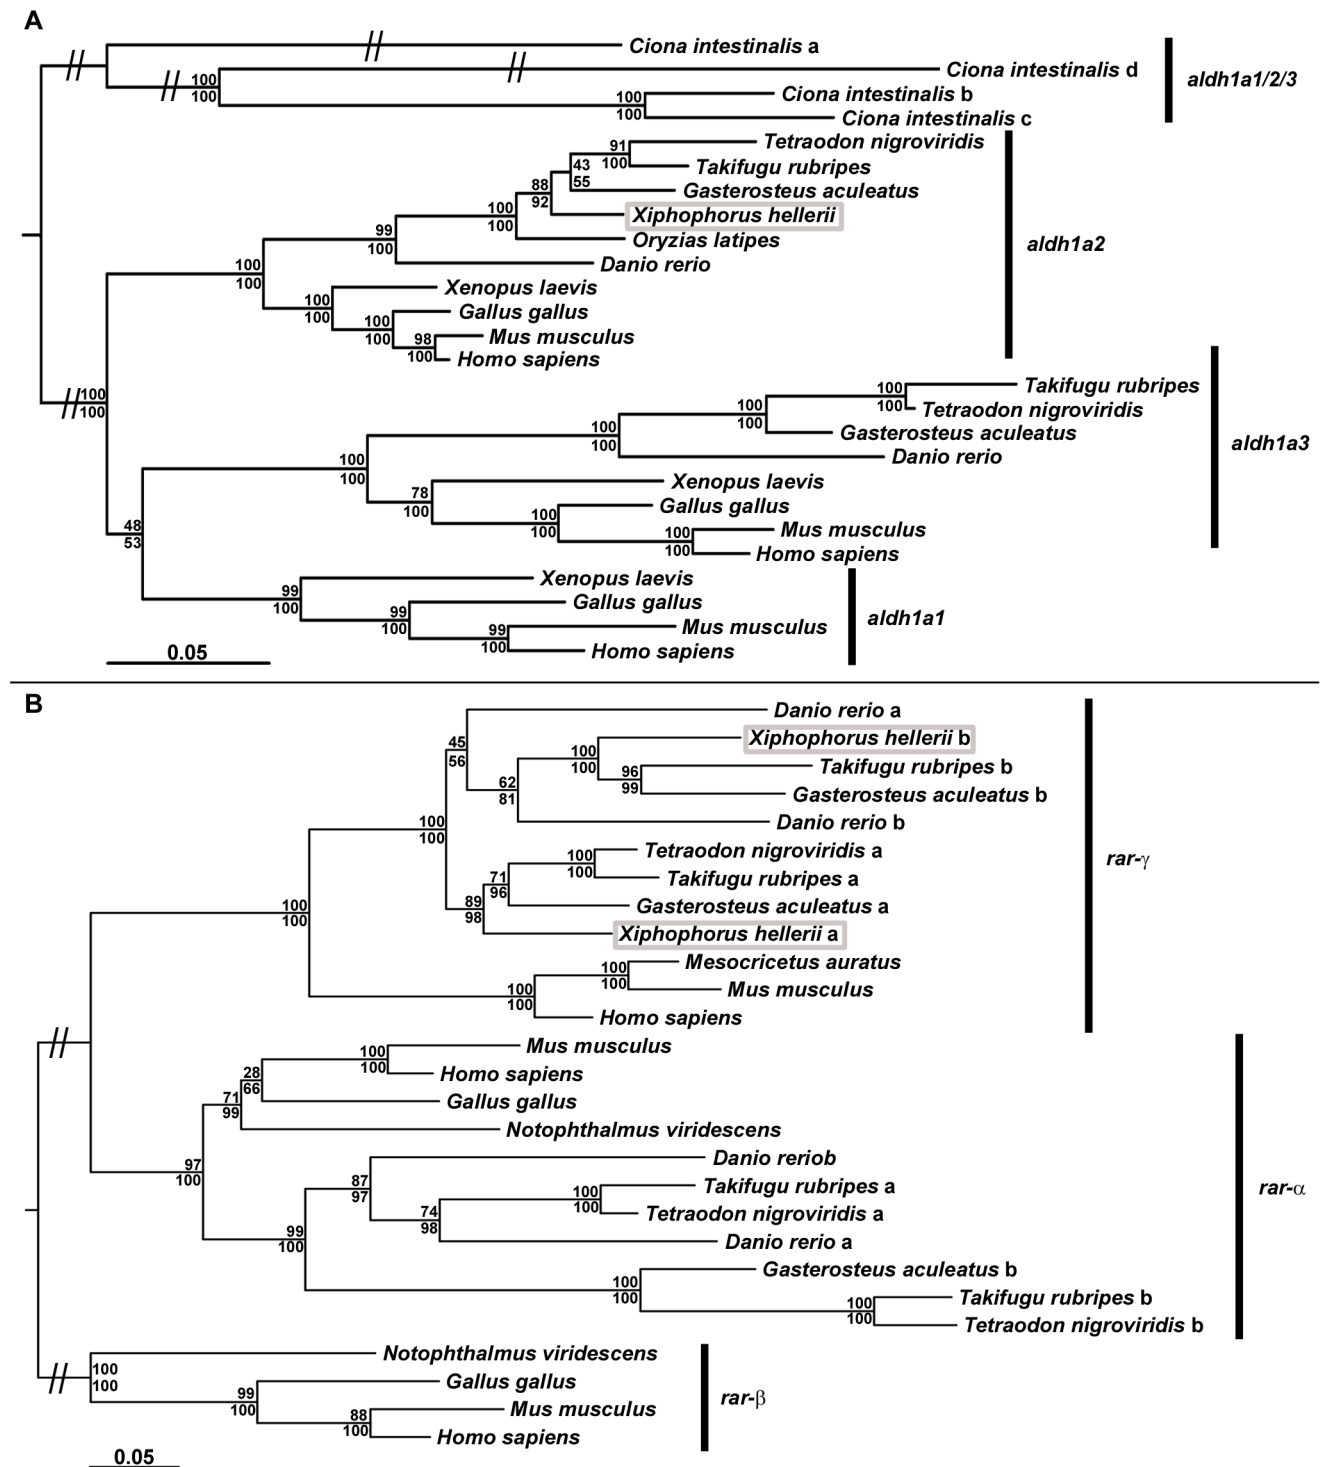 A
Ciona intestinalis a
Ciona intestinalis d
aldh1a1/2/3
100
100
Ciona intestinalis b
100
100
Ciona intestinalis c
Tetraodon nigroviridis
91
100
Takifugu rubripes
43
55
Gasterosteus aculeatus
88
92
Xiphophorus hellerii
100
100
Oryzias latipes
aldh1a2
99
100
Danio rerio
100
100
Xenopus laevis
100
100
Gallus gallus
100
100
Mus musculus
98
100
Homo sapiens
100
100
Takifugu rubripes
100
100
Tetraodon nigroviridis
100
100
Gasterosteus aculeatus
100
100
Danio rerio
aldh1a3
100
100
Xenopus laevis
78
100
Gallus gallus
100
100
Mus musculus
100
100
Homo sapiens
48
53
Xenopus laevis
99
100
Gallus gallus
99
100
Mus musculus
aldh1a1
99
100
Homo sapiens
0.05
B
Danio rerio a
45
56
Xiphophorus hellerii b
100
100
Takifugu rubripes b
96
99
Gasterosteus aculeatus b
62
81
Danio rerio b
100
100
Tetraodon nigroviridis a
100
100
Takifugu rubripes a
rar-γ
71
96
Gasterosteus aculeatus a
89
98
Xiphophorus hellerii a
100
100
Mesocricetus auratus
100
100
Mus musculus
100
100
Homo sapiens
Mus musculus
100
100
Homo sapiens
28
66
Gallus gallus
71
99
Notophthalmus viridescens
97
100
Danio reriob
87
97
Takifugu rubripes a
100
100
Tetraodon nigroviridis a
rar-α
74
98
Danio rerio a
99
100
Gasterosteus aculeatus b
100
100
Takifugu rubripes b
100
100
Tetraodon nigroviridis b
Notophthalmus viridescens
100
100
Gallus gallus
99
100
Mus musculus
rar-β
88
100
Homo sapiens
0.05